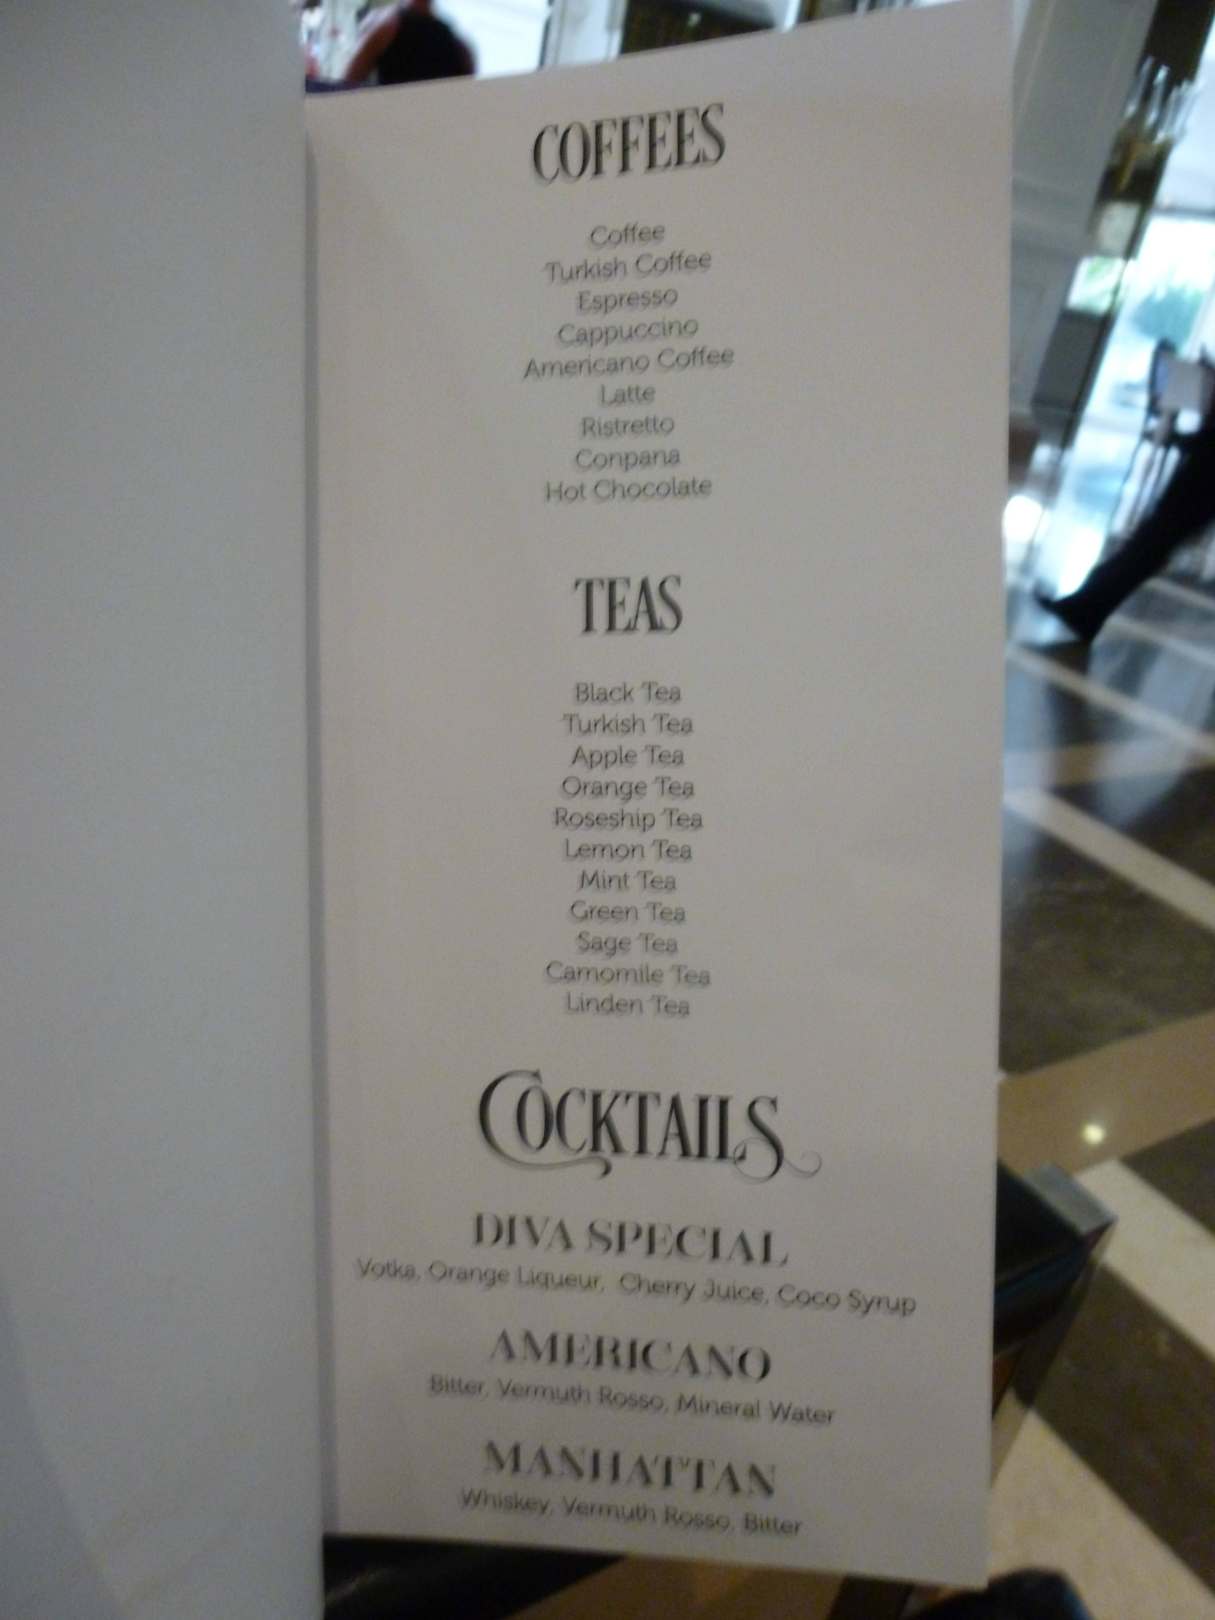 COFFEES
Coffee
Turkish Coffee
Espresso
Cappuccino
Americano Coffee
Latte
Ristretto
Conpana
Hot Chocolate
TEAS
Black Tea
Turkish Tea
Apple Tea
Orange Tea
Roseship Tea
Lemon Tea
Mint Tea
Green Tea
Sage Tea
Camomile Tea
Linden Tea
COCKTAILS
DIVA SPECIAL
Votka, Orange Liqueur, Cherry Juice, Coco Syrup
AMERICANO
Bitter, Vermuth Rosso, Mineral Water
MANHATTAN
Whiskey, Vermuth Rosso, Bitter